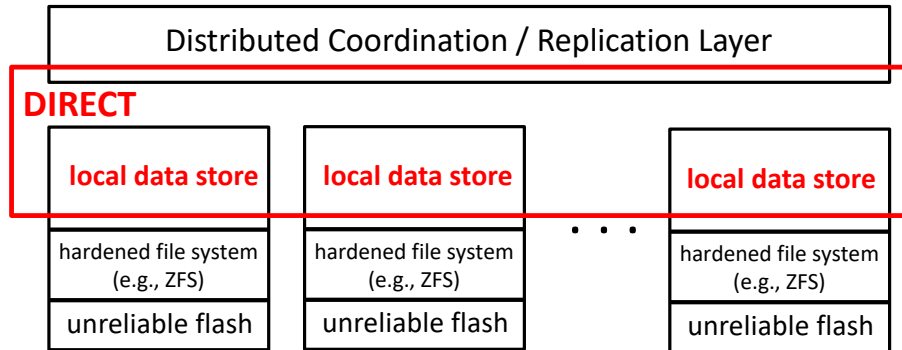 Distributed Coordination / Replication Layer
DIRECT
local data store
local data store
local data store
. . .
hardened file system
(e.g., ZFS)
hardened file system
(e.g., ZFS)
hardened file system
(e.g., ZFS)
unreliable flash
unreliable flash
unreliable flash